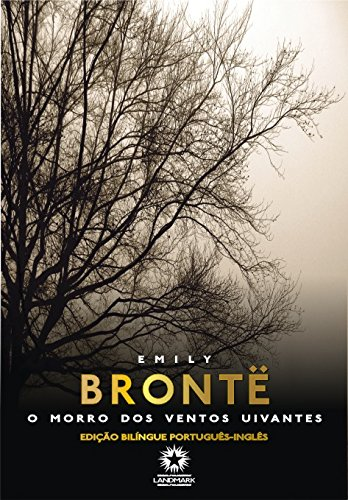 EMILY
BRONTË
O MORRO DOS VENTOS UIVANTES
EDIÇÃO BILÍNGUE PORTUGUÊS-INGLÊS
LANDMARK